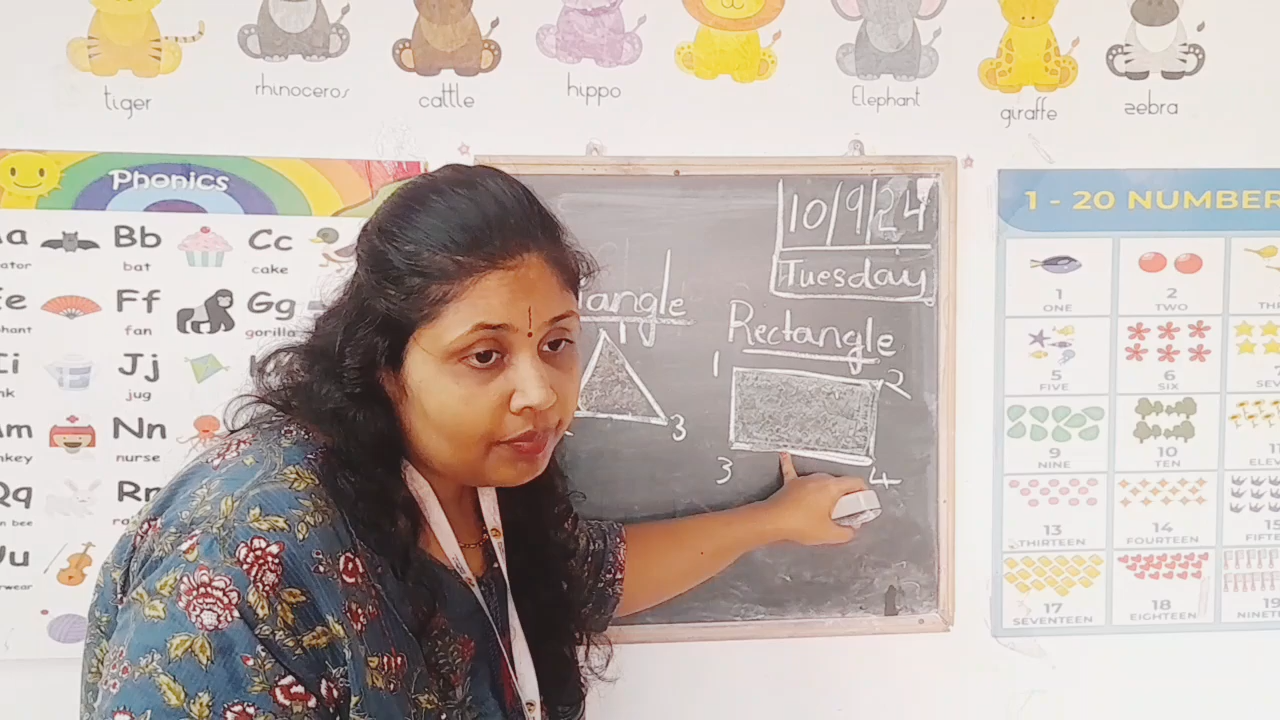 tiger
rhinoceros
cattle
hippo
Elephant
giraffe
zebra
Phonics
Bb
Cc
bat
cake
Ff
Gg
fan
gorilla
Jj
jug
Nn
nurse
10/9/24
Tuesday
Rectangle
1
2
3
4
1
3
1 - 20 NUMBER
1
ONE
2
TWO
5
FIVE
6
SIX
9
NINE
10
TEN
13
THIRTEEN
14
FOURTEEN
17
SEVENTEEN
18
EIGHTEEN
19